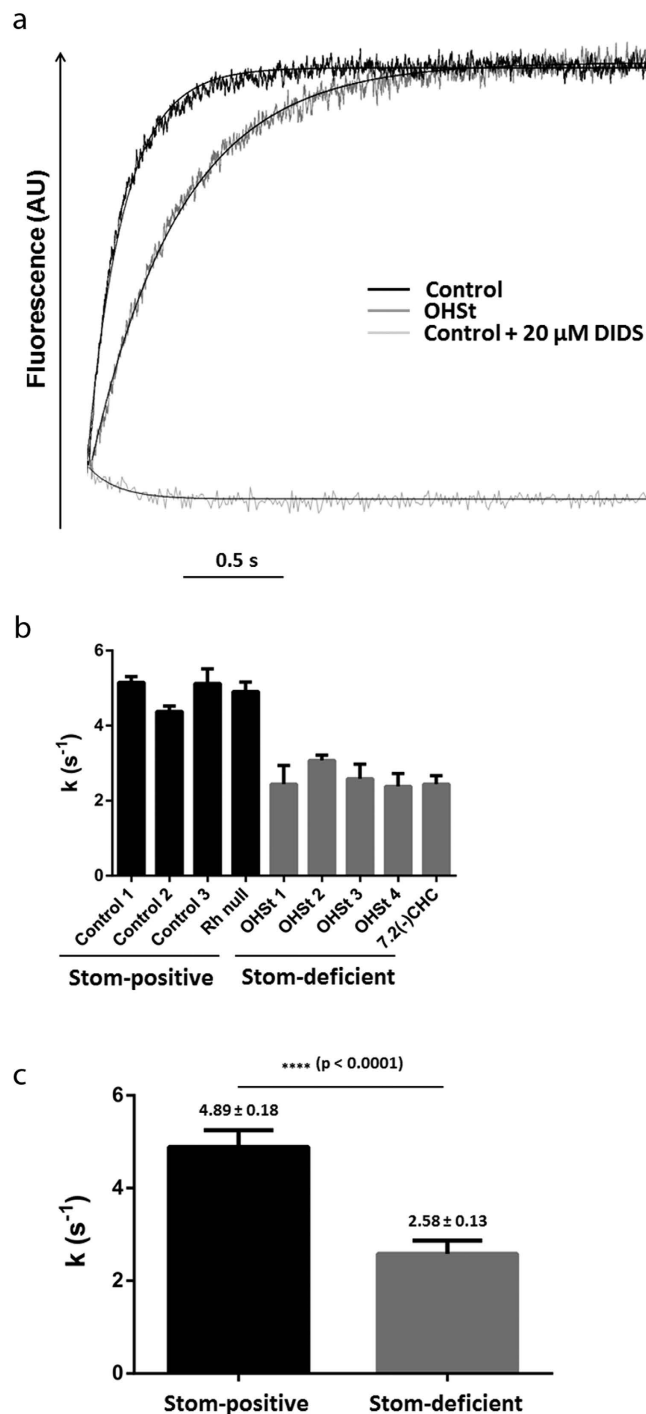 a
Fluorescence (AU)
Control
OHSt
Control + 20 µM DIDS
0.5 s
b
k (s⁻¹)
6
4
2
0
Control 1
Control 2
Control 3
Rh null
OHSt 1
OHSt 2
OHSt 3
OHSt 4
7.2(-)CHC
Stom-positive
Stom-deficient
c
**** (p < 0.0001)
k (s⁻¹)
6
4
2
0
4.89 ± 0.18
2.58 ± 0.13
Stom-positive
Stom-deficient